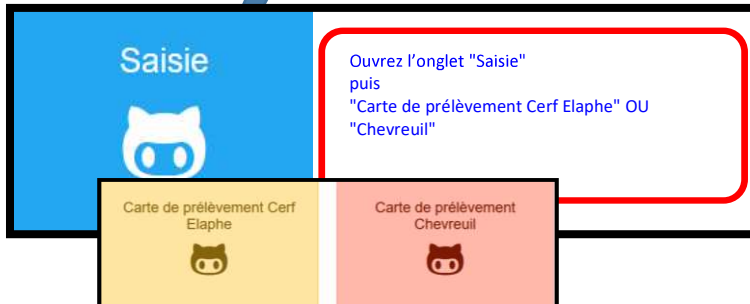 Saisie
Ouvrez l’onglet "Saisie"
puis
"Carte de prélèvement Cerf Elaphe" OU
"Chevreuil"
Carte de prélèvement Cerf
Elaphe
Carte de prélèvement
Chevreuil